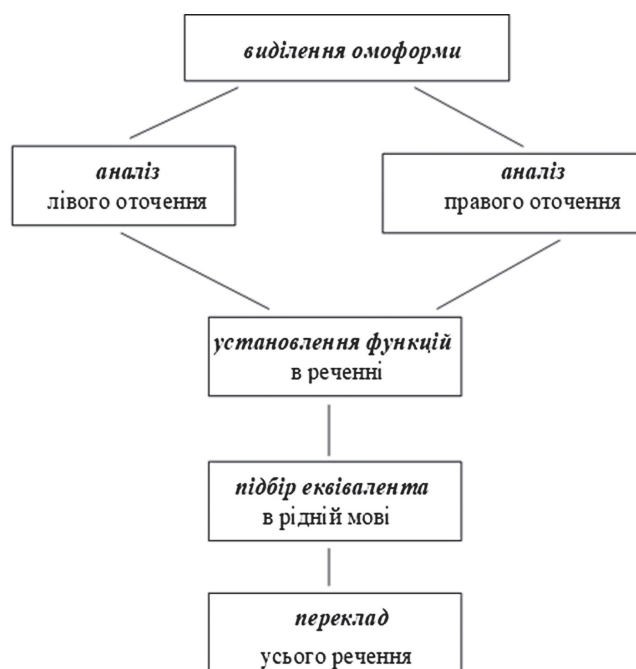 виділення омоформи
аналіз
лівого оточення
аналіз
правого оточення
установлення функцій
в реченні
підбір еквівалента
в рідній мові
переклад
усього речення